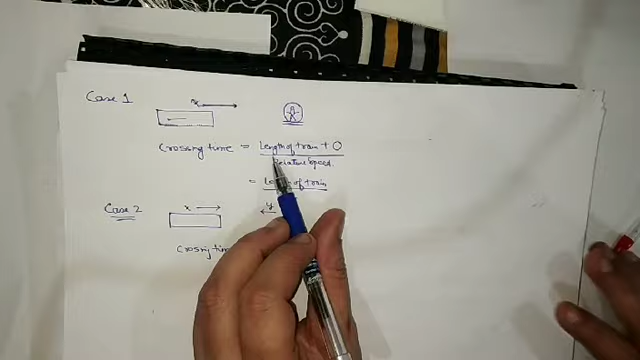 Case 1
x
Crossing time = Length of train + 0
Relative Speed.
= Length of train
Case 2
x
y
Crossing time